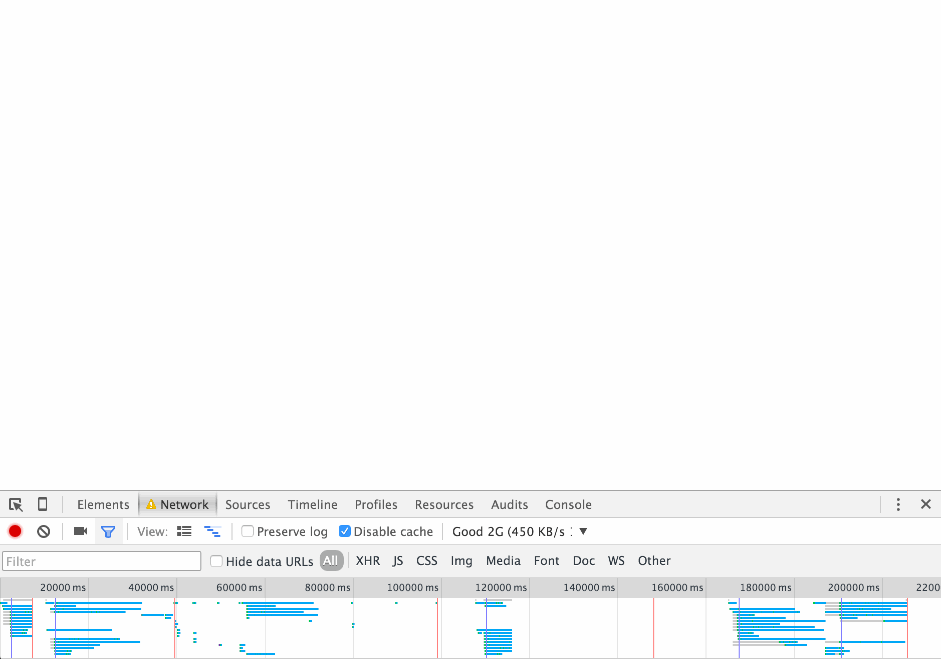 Elements Network Sources Timeline Profiles Resources Audits Console
View: Preserve log Disable cache Good 2G (450 KB/s
Filter Hide data URLs All XHR JS CSS Img Media Font Doc WS Other
20000 ms 40000 ms 60000 ms 80000 ms 100000 ms 120000 ms 140000 ms 160000 ms 180000 ms 200000 ms 2200